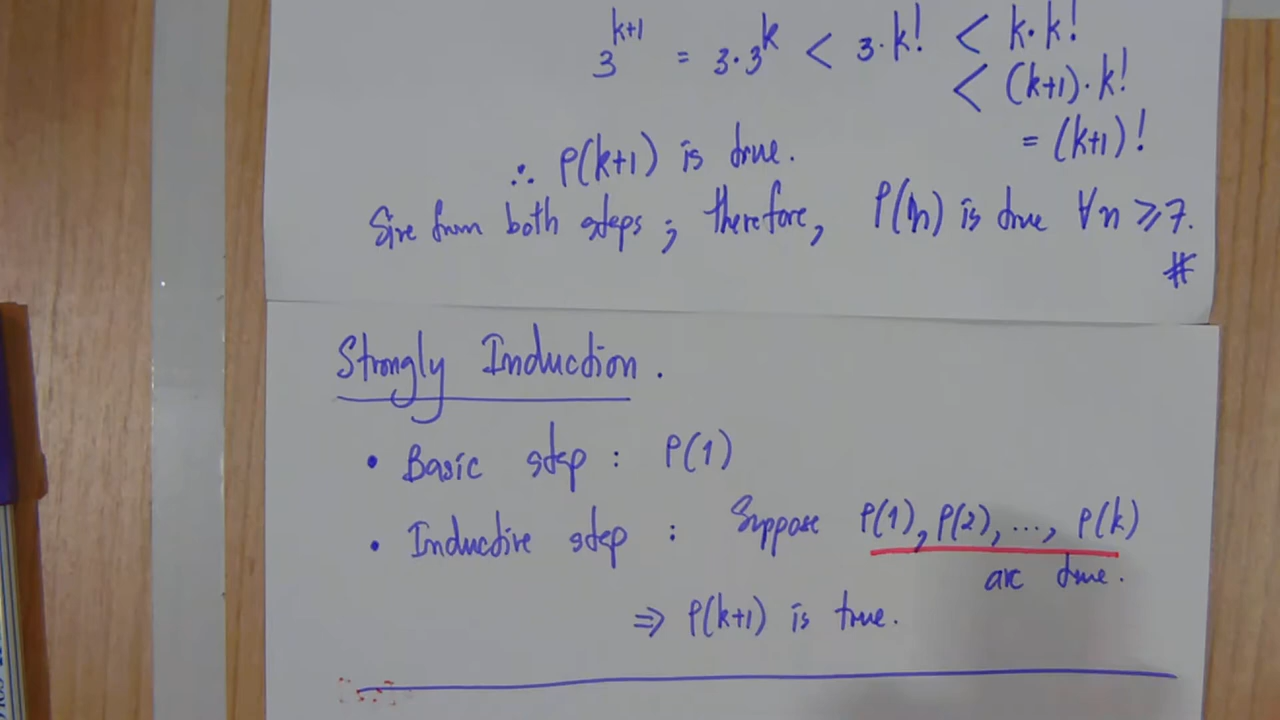 3^{k+1} = 3·3^k < 3·k! < k·k!
< (k+1)·k!
= (k+1)!
∴ P(k+1) is true.
Sire from both steps ; therefore, P(n) is true ∀n ≥ 7.
#
Strongly Induction.
• Basic step : P(1)
• Inductive step : Suppose P(1), P(2), ..., P(k)
are true.
⇒ P(k+1) is true.